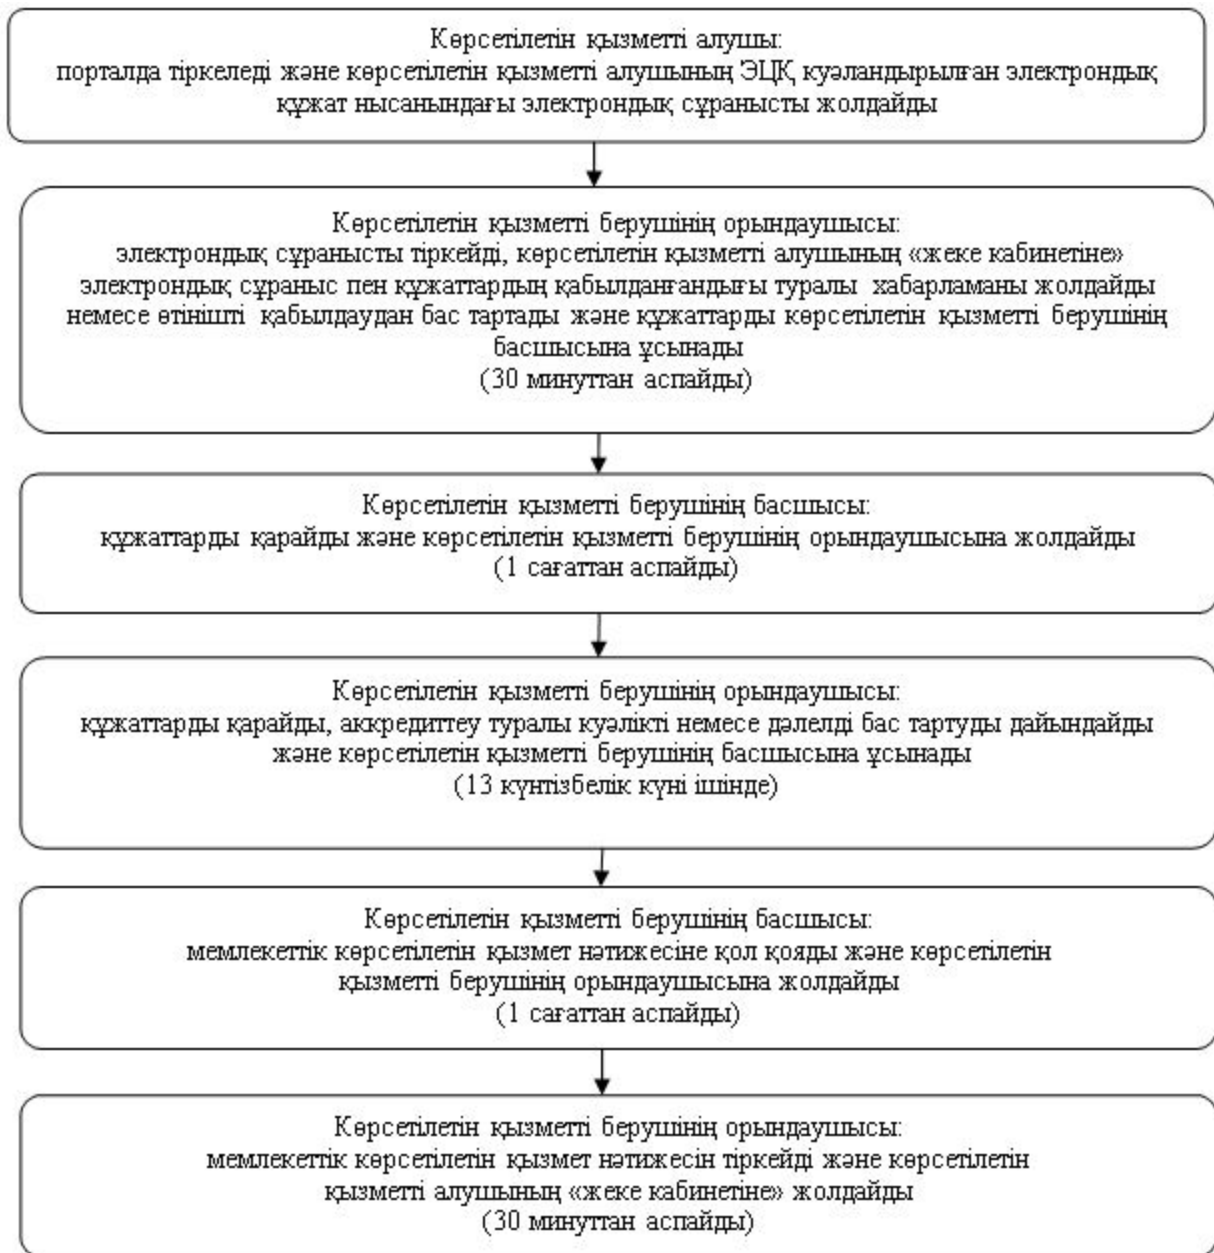 Көрсетілетін қызметті алушы:
порталда тіркеледі және көрсетілетін қызметті алушының ЭЦҚ куәландырылған электрондық
құжат нысанындағы электрондық сұранысты жолдайды
Көрсетілетін қызметті берушінің орындаушысы:
электрондық сұранысты тіркейді, көрсетілетін қызметті алушының «жеке кабинетіне»
электрондық сұраныс пен құжаттардың қабылданғандығы туралы хабарламаны жолдайды
немесе өтінішті қабылдаудан бас тартады және құжаттарды көрсетілетін қызметті берушінің
басшысына ұсынады
(30 минуттан аспайды)
Көрсетілетін қызметті берушінің басшысы:
құжаттарды қарайды және көрсетілетін қызметті берушінің орындаушысына жолдайды
(1 сағаттан аспайды)
Көрсетілетін қызметті берушінің орындаушысы:
құжаттарды қарайды, аккредиттеу туралы куәлікті немесе дәлелді бас тартуды дайындайды
және көрсетілетін қызметті берушінің басшысына ұсынады
(13 күнтізбелік күні ішінде)
Көрсетілетін қызметті берушінің басшысы:
мемлекеттік көрсетілетін қызмет нәтижесіне қол қояды және көрсетілетін
қызметті берушінің орындаушысына жолдайды
(1 сағаттан аспайды)
Көрсетілетін қызметті берушінің орындаушысы:
мемлекеттік көрсетілетін қызмет нәтижесін тіркейді және көрсетілетін
қызметті алушының «жеке кабинетіне» жолдайды
(30 минуттан аспайды)